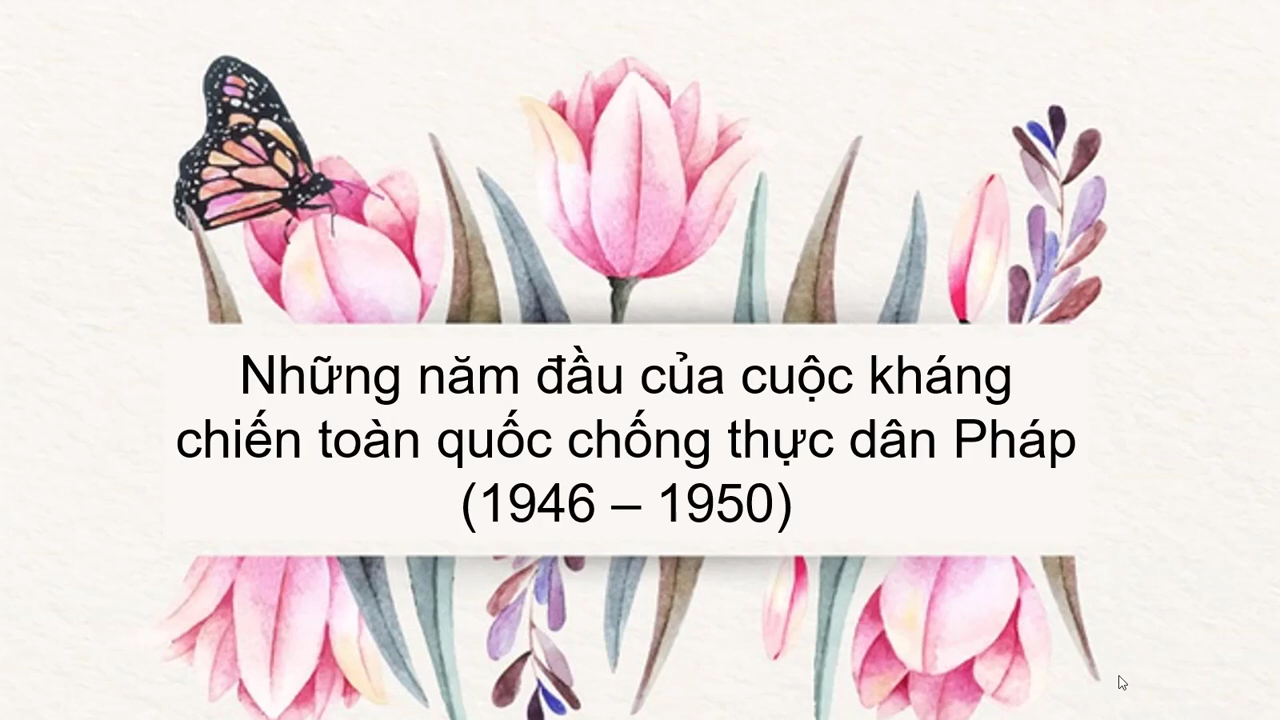 Những năm đầu của cuộc kháng
chiến toàn quốc chống thực dân Pháp
(1946 – 1950)